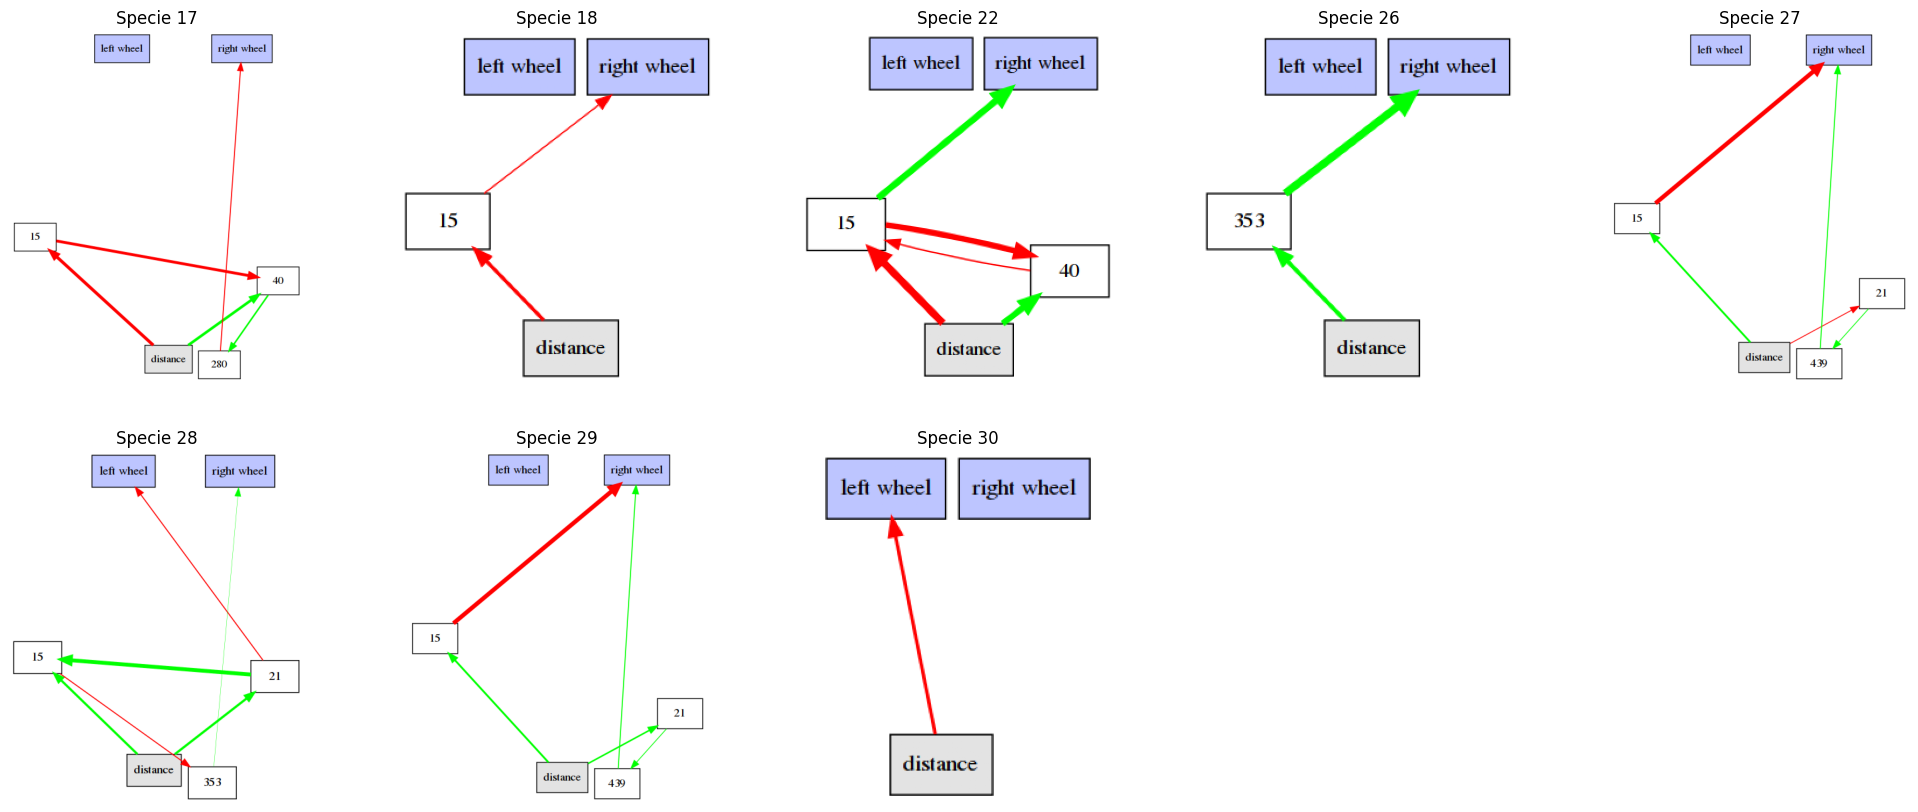 Specie 17
left wheel
right wheel
15
40
distance
280
Specie 18
left wheel
right wheel
15
distance
Specie 22
left wheel
right wheel
15
40
distance
Specie 26
left wheel
right wheel
353
distance
Specie 27
left wheel
right wheel
15
21
distance
439
Specie 28
left wheel
right wheel
15
21
distance
353
Specie 29
left wheel
right wheel
15
21
distance
439
Specie 30
left wheel
right wheel
distance